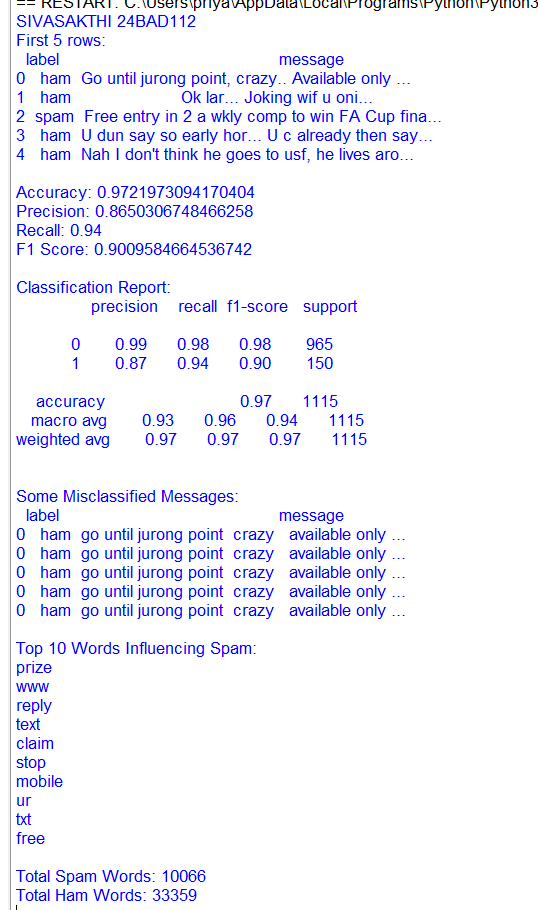 == RESTART: C:\Users\priya\AppData\Local\Programs\Python\Python3
SIVASAKTHI 24BAD112
First 5 rows:
label message
0 ham Go until jurong point, crazy.. Available only ...
1 ham Ok lar... Joking wif u oni...
2 spam Free entry in 2 a wkly comp to win FA Cup fina...
3 ham U dun say so early hor... U c already then say...
4 ham Nah I don't think he goes to usf, he lives aro...
Accuracy: 0.9721973094170404
Precision: 0.8650306748466258
Recall: 0.94
F1 Score: 0.9009584664536742
Classification Report:
precision recall f1-score support
0 0.99 0.98 0.98 965
1 0.87 0.94 0.90 150
accuracy 0.97 1115
macro avg 0.93 0.96 0.94 1115
weighted avg 0.97 0.97 0.97 1115
Some Misclassified Messages:
label message
0 ham go until jurong point crazy available only ...
0 ham go until jurong point crazy available only ...
0 ham go until jurong point crazy available only ...
0 ham go until jurong point crazy available only ...
0 ham go until jurong point crazy available only ...
Top 10 Words Influencing Spam:
prize
www
reply
text
claim
stop
mobile
ur
txt
free
Total Spam Words: 10066
Total Ham Words: 33359